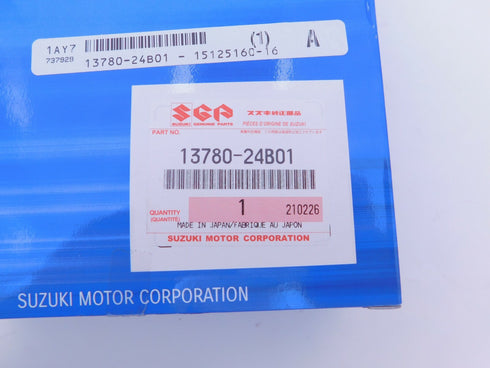 1AY7 (1) A
737929 13780-24B01 - 15125160-16
SGP スズキ純正部品
SUZUKI GENUINE PARTS PIÈCES D'ORIGINE DE SUZUKI
PART NO.
13780-24B01
QUANTITY
(QUANTITÉ) 1 210226
MADE IN JAPAN/FABRIQUE AU JAPON
SUZUKI MOTOR CORPORATION
SUZUKI MOTOR CORPORATION